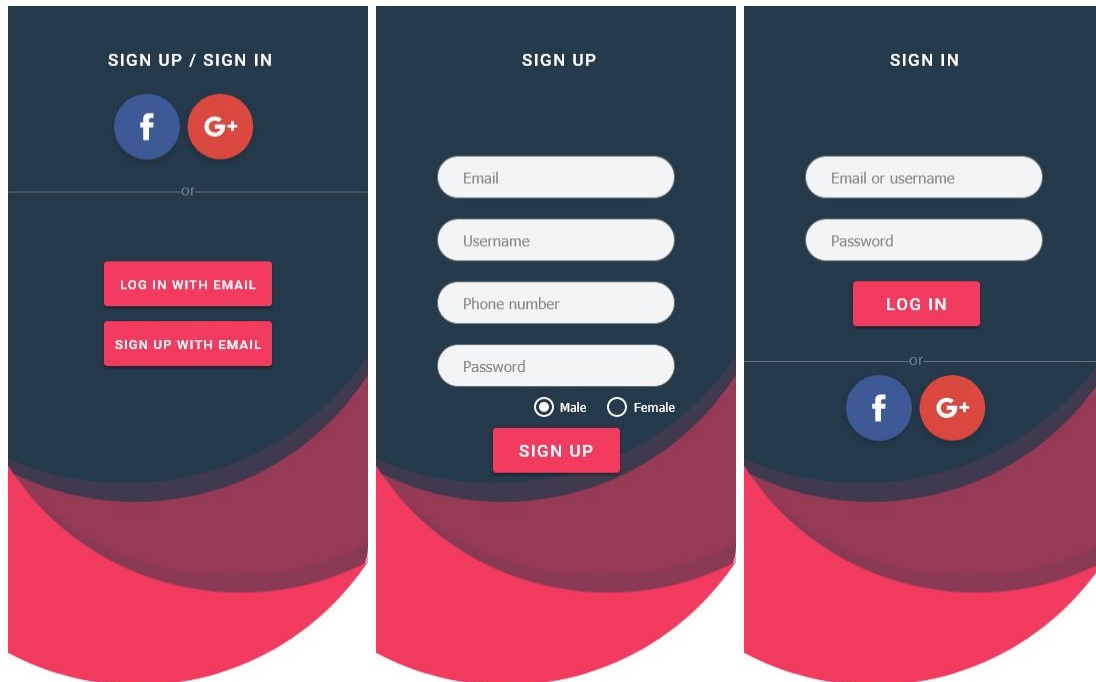 SIGN UP / SIGN IN
f G+
or
LOG IN WITH EMAIL
SIGN UP WITH EMAIL
SIGN UP
Email
Username
Phone number
Password
Male Female
SIGN UP
SIGN IN
Email or username
Password
LOG IN
or
f G+